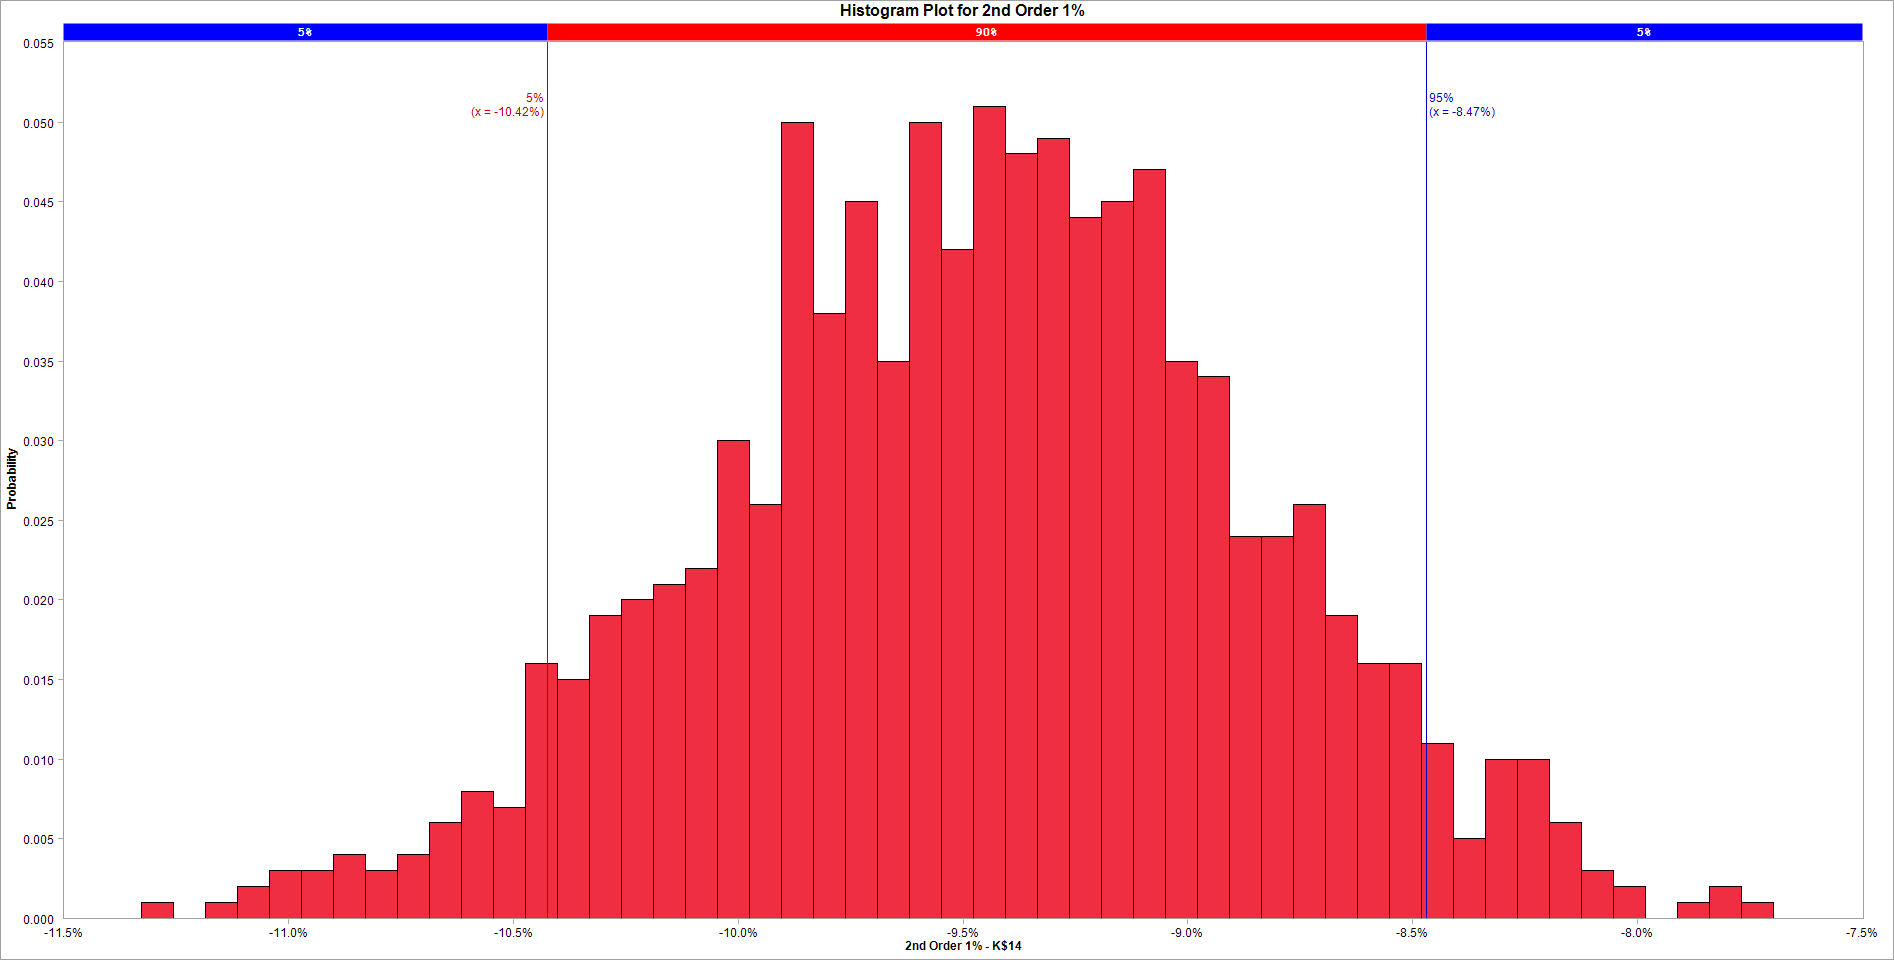 Histogram Plot for 2nd Order 1%
5% 90% 5%
0.055
5%
(x = -10.42%)
95%
(x = -8.47%)
0.050
0.045
0.040
0.035
0.030
Probability
0.025
0.020
0.015
0.010
0.005
0.000
-11.5% -11.0% -10.5% -10.0% -9.5% -9.0% -8.5% -8.0% -7.5%
2nd Order 1% - K$14